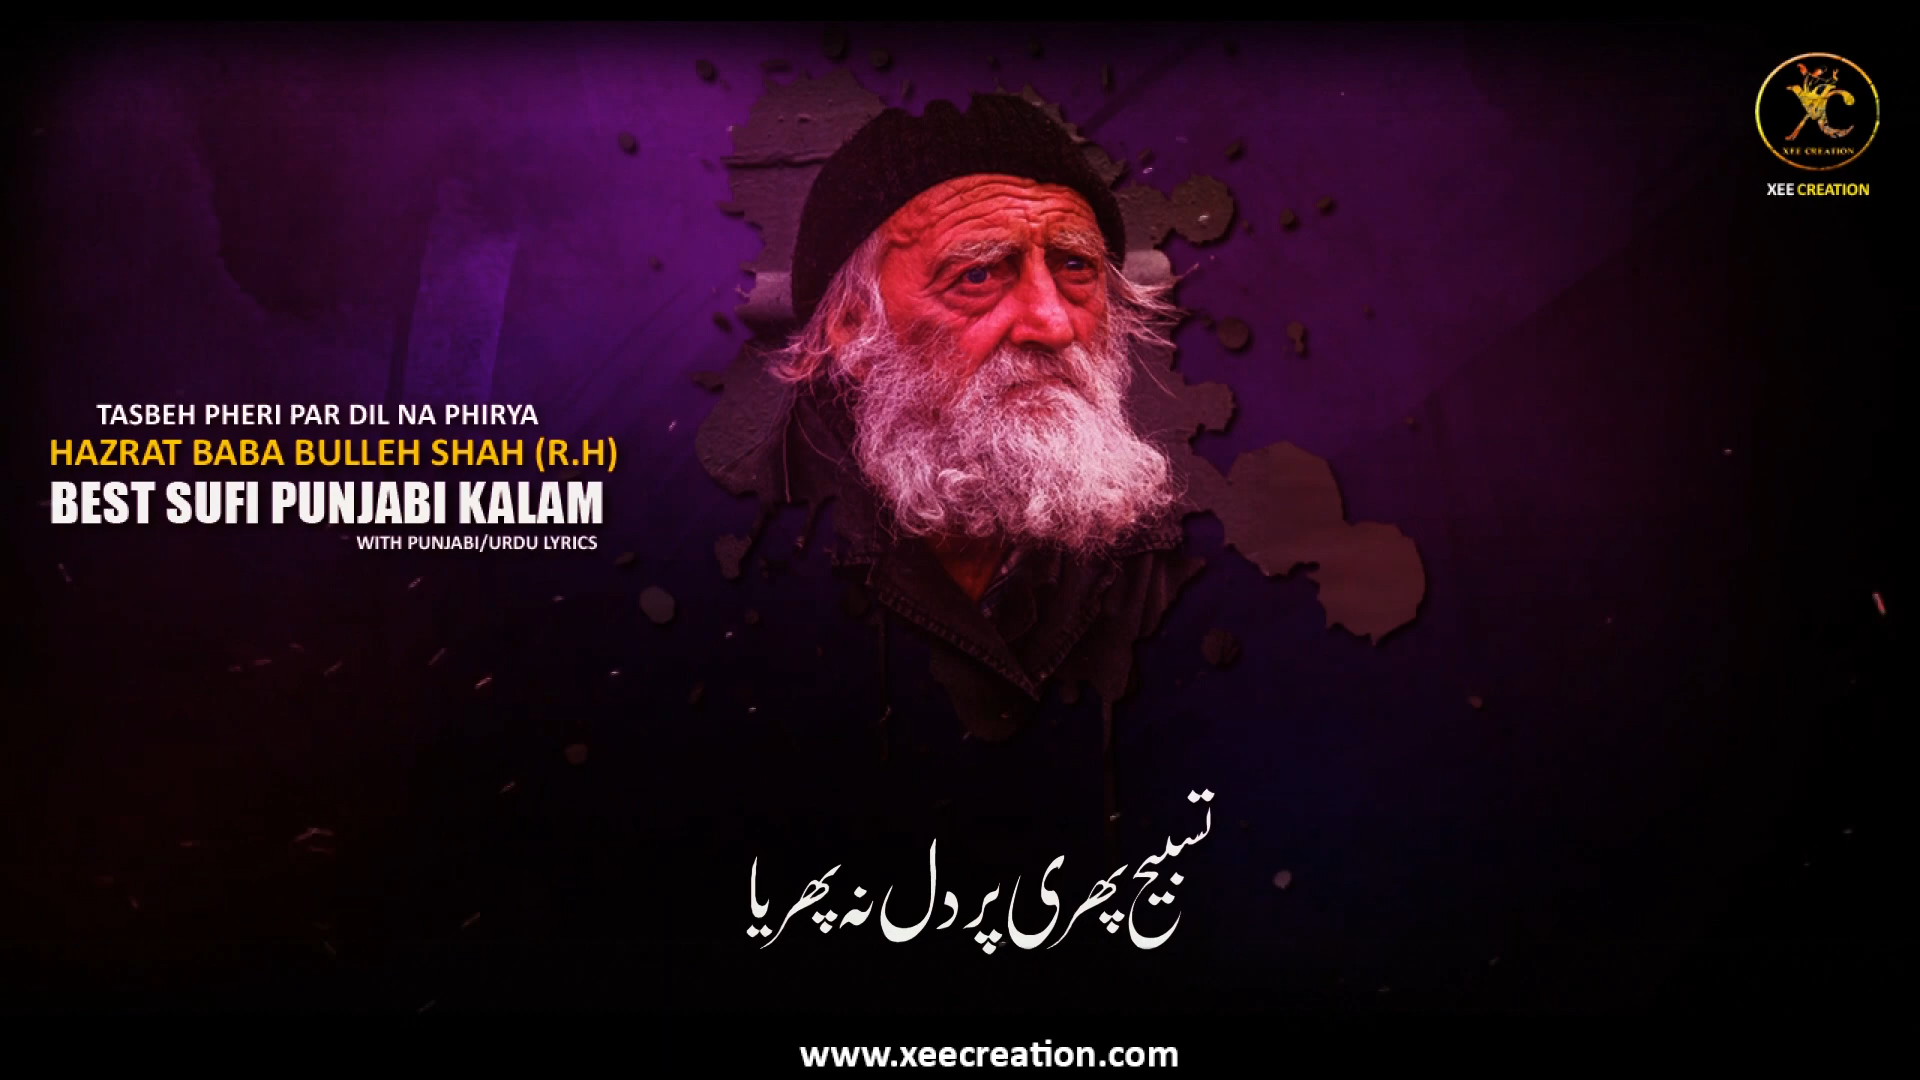 XEE CREATION
XEE CREATION
TASBEH PHERI PAR DIL NA PHIRYA
HAZRAT BABA BULLEH SHAH (R.H)
BEST SUFI PUNJABI KALAM
WITH PUNJABI/URDU LYRICS
تسبیح پھری پر دل نہ پھریا
www.xeecreation.com